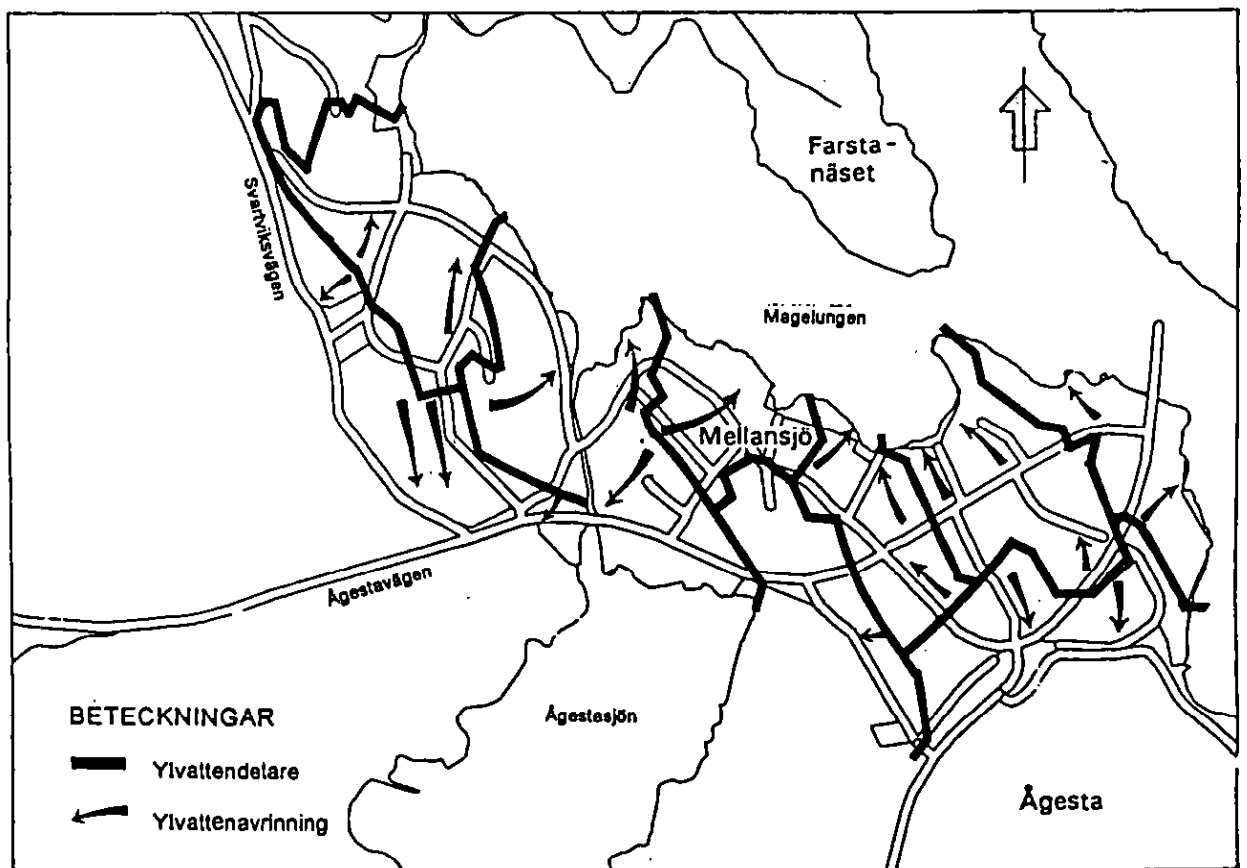 Farsta-
näset
Svartviksvägen
Magelungen
Mellansjö
Ågestavägen
Ågestasjön
BETECKNINGAR
Ytvattendelare
Ytvattenavrinning
Ågesta